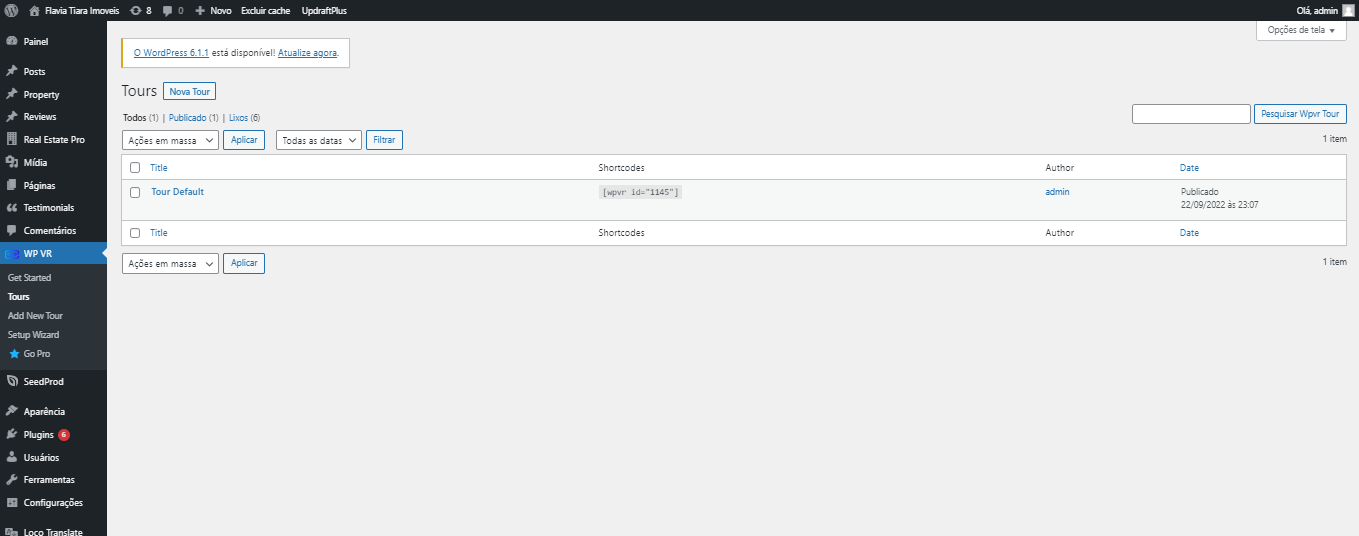 Flavia Tiara Imoveis 8 0 Novo Excluir cache UpdraftPlus Olá, admin
Opções de tela
Painel
Posts
Property
Reviews
Real Estate Pro
Mídia
Páginas
Testimonials
Comentários
WP VR
Get Started
Tours
Add New Tour
Setup Wizard
Go Pro
SeedProd
Aparência
Plugins 6
Usuários
Ferramentas
Configurações
Loco Translate
O WordPress 6.1.1 está disponível! Atualize agora.
Tours Nova Tour
Todos (1) | Publicado (1) | Lixos (6)
Pesquisar Wpvr Tour
Ações em massa Aplicar Todas as datas Filtrar 1 item
Title Shortcodes Author Date
Tour Default [wpvr id="1145"] admin Publicado
22/09/2022 às 23:07
Title Shortcodes Author Date
Ações em massa Aplicar 1 item